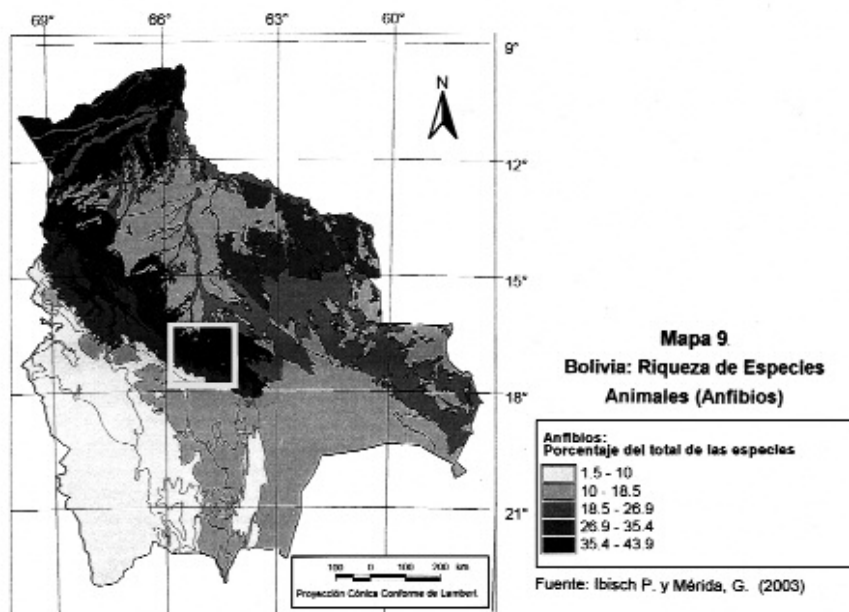 69° 66° 63° 60°
9°
N
12°
15°
18°
21°
Mapa 9.
Bolivia: Riqueza de Especies
Animales (Anfibios)
Anfibios:
Porcentaje del total de las especies
1.5 - 10
10 - 18.5
18.5 - 26.9
26.9 - 35.4
35.4 - 43.9
100 0 100 200 km
Proyección Cónica Conforme de Lambert.
Fuente: Ibisch P. y Mérida, G. (2003)